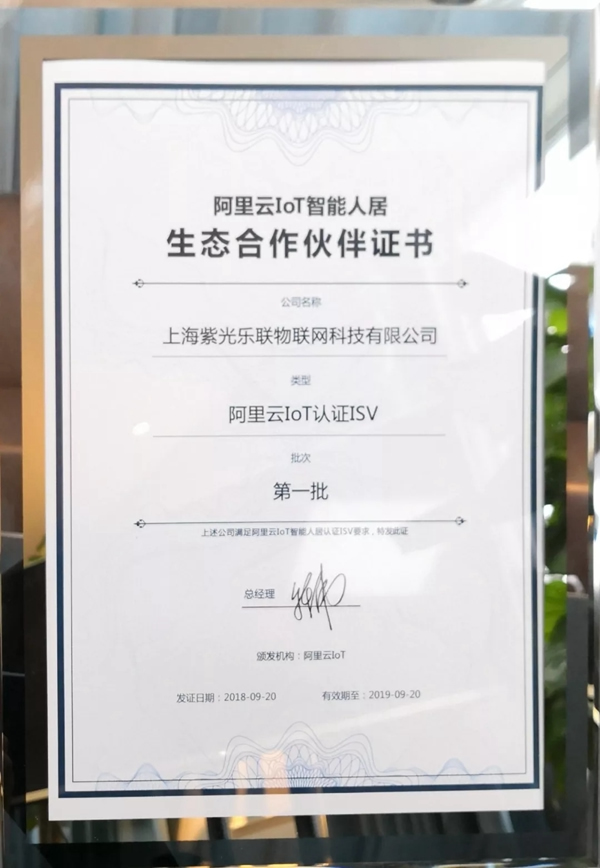 阿里云IoT智能人居
生态合作伙伴证书
公司名称
上海紫光乐联物联网科技有限公司
类型
阿里云IoT认证ISV
批次
第一批
上述公司满足阿里云IoT智能人居认证ISV要求，特发此证
总经理
颁发机构：阿里云IoT
发证日期：2018-09-20 有效期至：2019-09-20